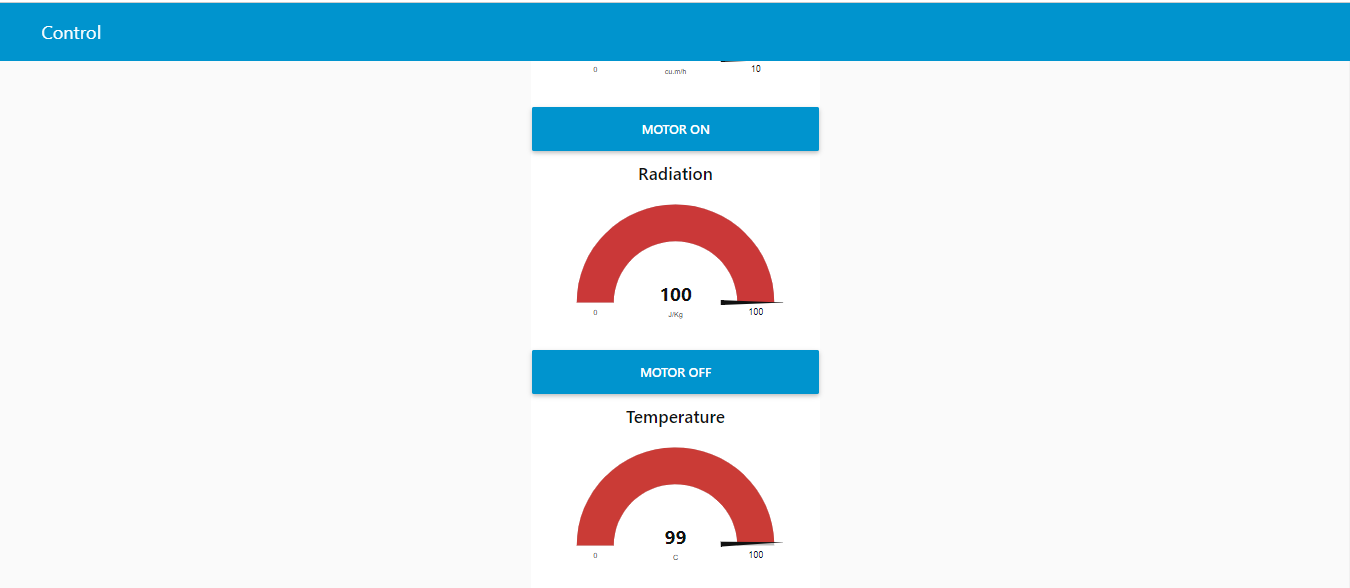 Control
0 cu.m/h 10
MOTOR ON
Radiation
100
0 J/Kg 100
MOTOR OFF
Temperature
99
0 C 100